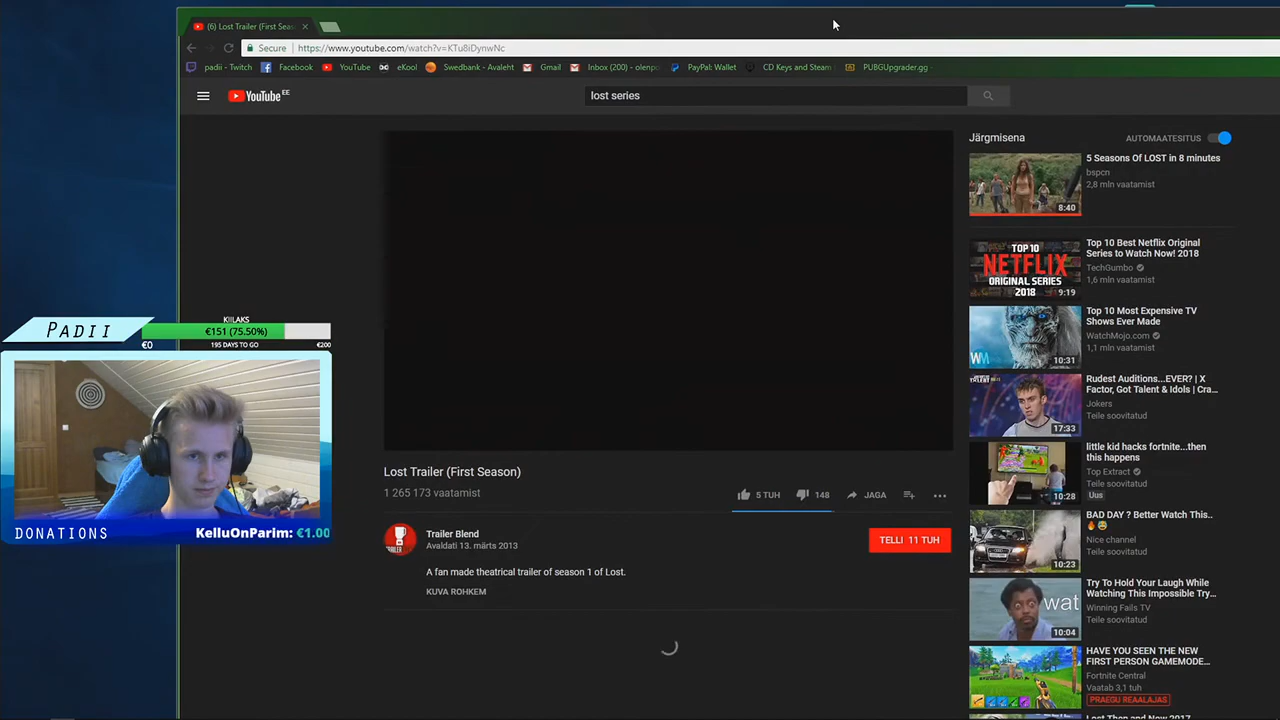 (6) Lost Trailer (First Seas
Secure
https://www.youtube.com/watch?v=KTu8iDynwNc
padii - Twitch
Facebook
YouTube
eKool
Swedbank - Avaleht
Gmail
Inbox (200) - olenpo
PayPal: Wallet
CD Keys and Steam
PUBGUpgrader.gg
YouTube EE
lost series
Järgmisena
AUTOMAATESITUS
5 Seasons Of LOST in 8 minutes
bspcn
2,8 mln vaatamist
8:40
TOP 10
NETFLIX
ORIGINAL SERIES
2018
9:19
Top 10 Best Netflix Original
Series to Watch Now! 2018
TechGumbo
1,6 mln vaatamist
10:31
Top 10 Most Expensive TV
Shows Ever Made
WatchMojo.com
1,1 mln vaatamist
17:33
Rudest Auditions...EVER? | X
Factor, Got Talent & Idols | Cra...
Jokers
Teile soovitatud
10:28
little kid hacks fortnite...then
this happens
Top Extract
Teile soovitatud
Uus
10:23
BAD DAY ? Better Watch This..
Nice channel
Teile soovitatud
wat
10:04
Try To Hold Your Laugh While
Watching This Impossible Try...
Winning Fails TV
Teile soovitatud
HAVE YOU SEEN THE NEW
FIRST PERSON GAMEMODE...
Fortnite Central
Vaatab 3,1 tuh
PRAEGU REAALAJAS
Lost Then and Now 2017
Lost Trailer (First Season)
1 265 173 vaatamist
5 TUH
148
JAGA
Trailer Blend
Avaldati 13. märts 2013
TELLI 11 TUH
A fan made theatrical trailer of season 1 of Lost.
KUVA ROHKEM
KIILAKS
PADII
€151 (75.50%)
€0
195 DAYS TO GO
€200
DONATIONS
KelluOnParim: €1.00